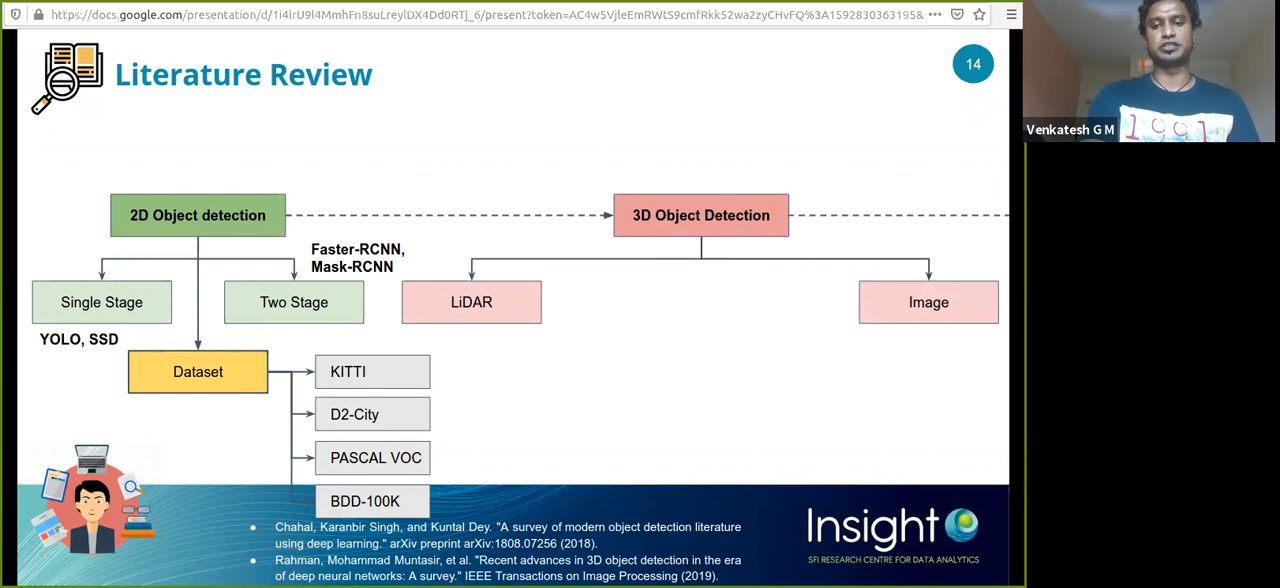 https://docs.google.com/presentation/d/1i4lrU9l4MmhFn8suLreylDX4Dd0RTj_6/present?token=AC4w5VjleEmRWtS9cmfRkk52wa2zyCHvFQ%3A1592830363195&
Literature Review
14
Venkatesh G M
1991
2D Object detection
3D Object Detection
Faster-RCNN,
Mask-RCNN
Single Stage
Two Stage
LiDAR
Image
YOLO, SSD
Dataset
KITTI
D2-City
PASCAL VOC
BDD-100K
● Chahal, Karanbir Singh, and Kuntal Dey. "A survey of modern object detection literature
using deep learning." arXiv preprint arXiv:1808.07256 (2018).
● Rahman, Mohammad Muntasir, et al. "Recent advances in 3D object detection in the era
of deep neural networks: A survey." IEEE Transactions on Image Processing (2019).
Insight
SFI RESEARCH CENTRE FOR DATA ANALYTICS